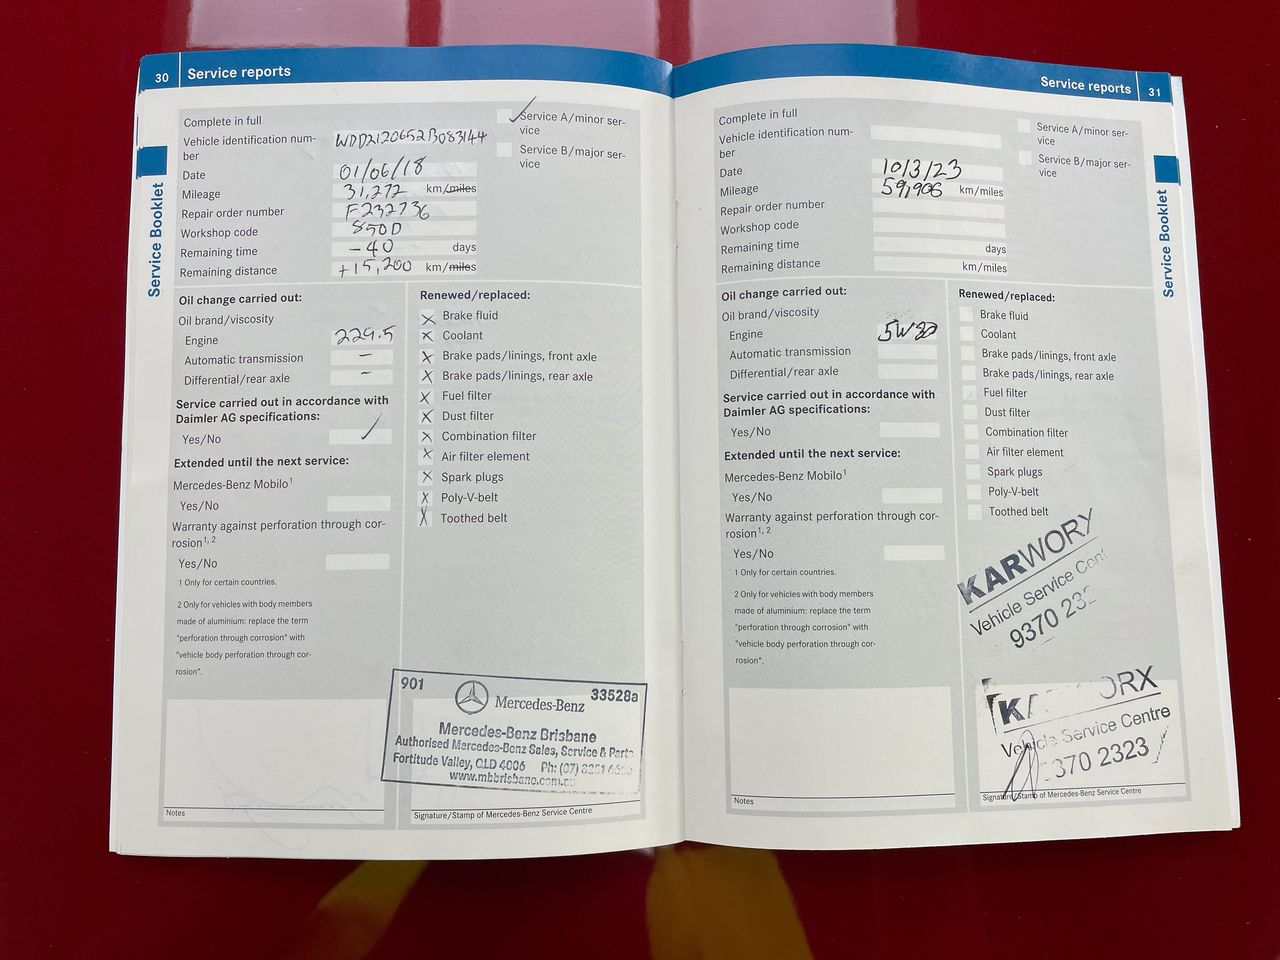 30 Service reports
Complete in full
Vehicle identification num-
ber WDD2120652B083144
Date 01/06/18
Mileage 31,272 km/miles
Repair order number F232736
Workshop code 850D
Remaining time -40 days
Remaining distance +15,200 km/miles
Service A/minor ser-
vice
Service B/major ser-
vice
Oil change carried out:
Oil brand/viscosity
Engine 229.5
Automatic transmission -
Differential/rear axle -
Service carried out in accordance with
Daimler AG specifications:
Yes/No
Extended until the next service:
Mercedes-Benz Mobilo1
Yes/No
Warranty against perforation through cor-
rosion1, 2
Yes/No
1 Only for certain countries.
2 Only for vehicles with body members
made of aluminium: replace the term
"perforation through corrosion" with
"vehicle body perforation through cor-
rosion".
Renewed/replaced:
Brake fluid
Coolant
Brake pads/linings, front axle
Brake pads/linings, rear axle
Fuel filter
Dust filter
Combination filter
Air filter element
Spark plugs
Poly-V-belt
Toothed belt
901 Mercedes-Benz 33528a
Mercedes-Benz Brisbane
Authorised Mercedes-Benz Sales, Service & Parts
Fortitude Valley, QLD 4006 Ph: (07)
www.mbbrisbane.com.au
Notes
Signature/Stamp of Mercedes-Benz Service Centre
Service Booklet
Service reports 31
Complete in full
Vehicle identification num-
ber
Date 10/3/23
Mileage 59,906 km/miles
Repair order number
Workshop code
Remaining time days
Remaining distance km/miles
Service A/minor ser-
vice
Service B/major ser-
vice
Oil change carried out:
Oil brand/viscosity
Engine 5W30
Automatic transmission
Differential/rear axle
Service carried out in accordance with
Daimler AG specifications:
Yes/No
Extended until the next service:
Mercedes-Benz Mobilo1
Yes/No
Warranty against perforation through cor-
rosion1, 2
Yes/No
1 Only for certain countries.
2 Only for vehicles with body members
made of aluminium: replace the term
"perforation through corrosion" with
"vehicle body perforation through cor-
rosion".
Renewed/replaced:
Brake fluid
Coolant
Brake pads/linings, front axle
Brake pads/linings, rear axle
Fuel filter
Dust filter
Combination filter
Air filter element
Spark plugs
Poly-V-belt
Toothed belt
KARWORX
Vehicle Service Cent
9370 232
KARWORX
Vehicle Service Centre
9370 2323
Notes
Signature/Stamp of Mercedes-Benz Service Centre
Service Booklet